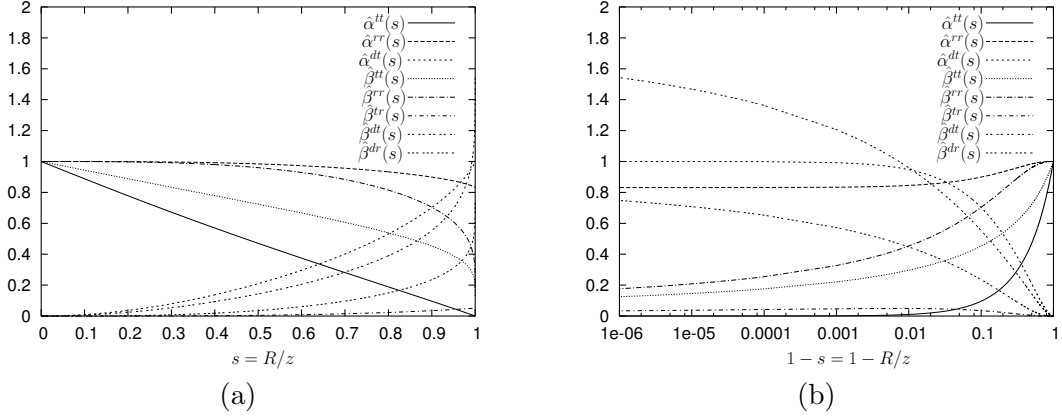 2
1.8
1.6
1.4
1.2
1
0.8
0.6
0.4
0.2
0
0 0.1 0.2 0.3 0.4 0.5 0.6 0.7 0.8 0.9 1
α̂^{tt}(s)
α̂^{rr}(s)
α̂^{dt}(s)
β̂^{tt}(s)
β̂^{rr}(s)
β̂^{tr}(s)
β̂^{dt}(s)
β̂^{dr}(s)
s = R/z
(a)
2
1.8
1.6
1.4
1.2
1
0.8
0.6
0.4
0.2
0
1e-06 1e-05 0.0001 0.001 0.01 0.1 1
α̂^{tt}(s)
α̂^{rr}(s)
α̂^{dt}(s)
β̂^{tt}(s)
β̂^{rr}(s)
β̂^{tr}(s)
β̂^{dt}(s)
β̂^{dr}(s)
1 − s = 1 − R/z
(b)